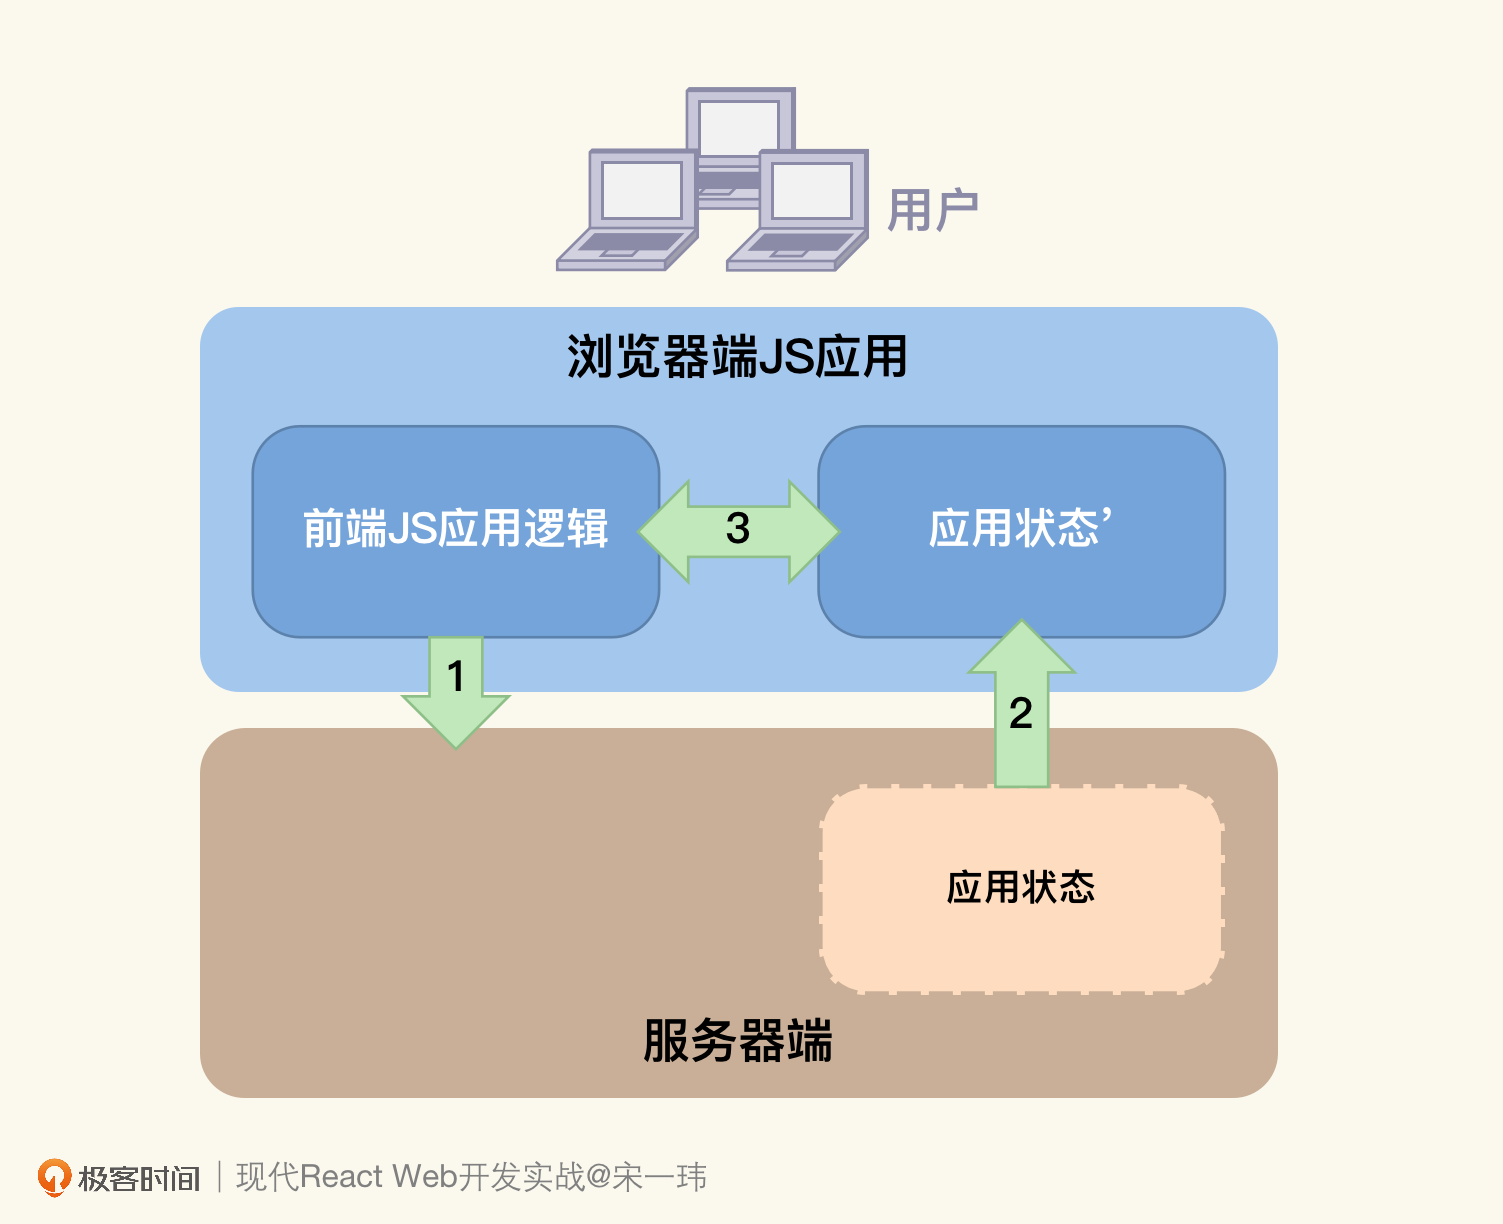 用户
浏览器端JS应用
前端JS应用逻辑
3
应用状态’
1
2
应用状态
服务器端
极客时间
现代React Web开发实战@宋一玮